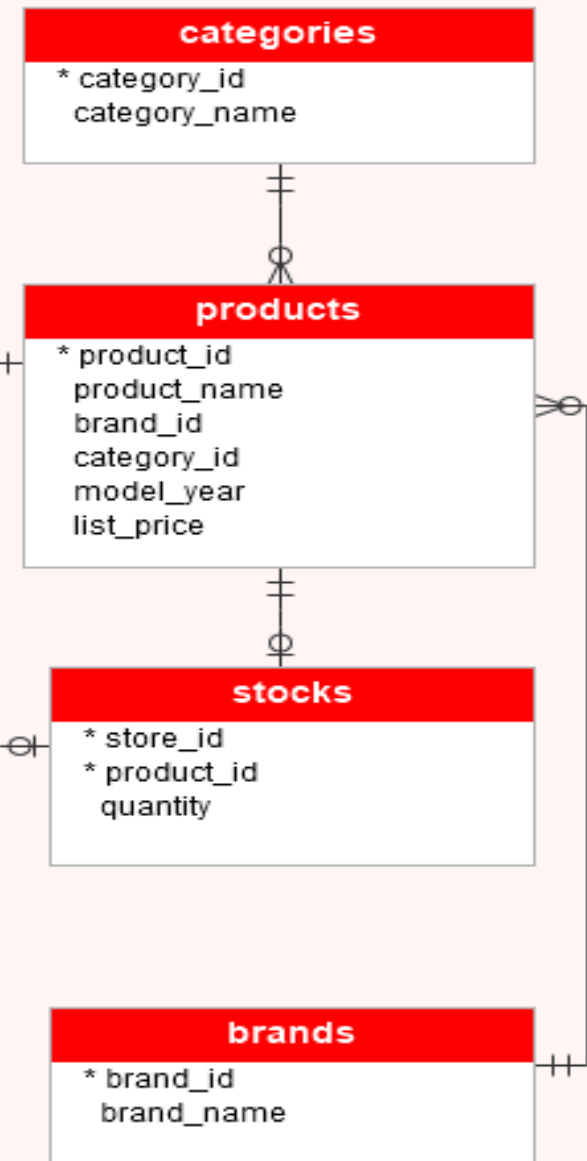 categories
* category_id
category_name
products
* product_id
product_name
brand_id
category_id
model_year
list_price
stocks
* store_id
* product_id
quantity
brands
* brand_id
brand_name